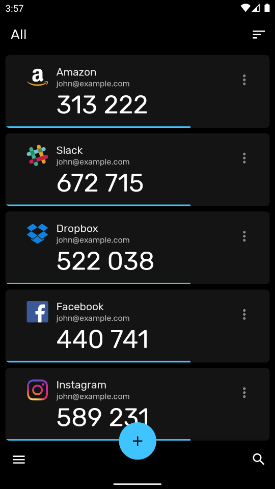 3:57
All
Amazon
john@example.com
313 222
Slack
john@example.com
672 715
Dropbox
john@example.com
522 038
Facebook
john@example.com
440 741
Instagram
john@example.com
589 231